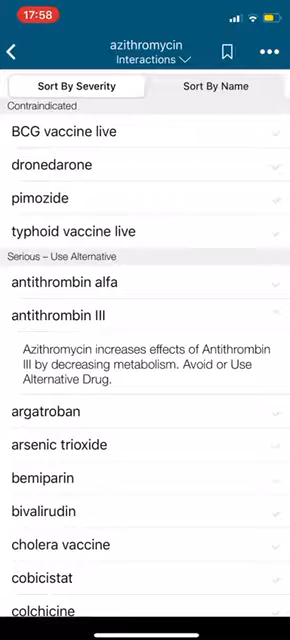 17:58
azithromycin
Interactions
Sort By Severity
Sort By Name
Contraindicated
BCG vaccine live
dronedarone
pimozide
typhoid vaccine live
Serious – Use Alternative
antithrombin alfa
antithrombin III
Azithromycin increases effects of Antithrombin
III by decreasing metabolism. Avoid or Use
Alternative Drug.
argatroban
arsenic trioxide
bemiparin
bivalirudin
cholera vaccine
cobicistat
colchicine